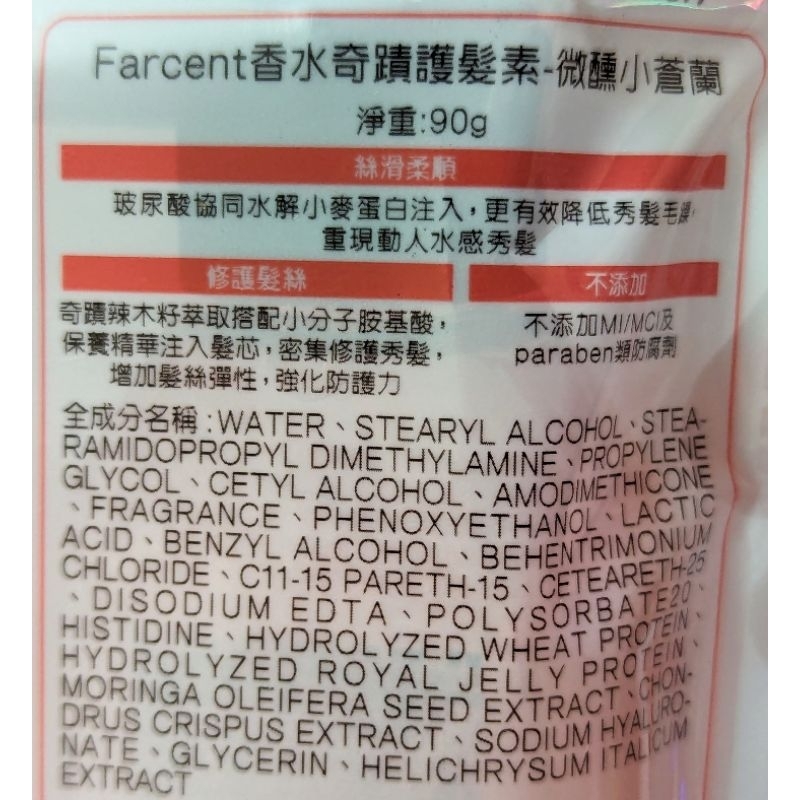 Farcent香水奇蹟護髮素-微醺小蒼蘭
淨重:90g
絲滑柔順
玻尿酸協同水解小麥蛋白注入，更有效降低秀髮毛躁，
重現動人水感秀髮
修護髮絲
不添加
奇蹟辣木籽萃取搭配小分子胺基酸，
保養精華注入髮芯，密集修護秀髮，
增加髮絲彈性，強化防護力
不添加MI/MCI及
paraben類防腐劑
全成分名稱:WATER、STEARYL ALCOHOL、STEA-
RAMIDOPROPYL DIMETHYLAMINE、PROPYLENE
GLYCOL、CETYL ALCOHOL、AMODIMETHICONE
、FRAGRANCE、PHENOXYETHANOL、LACTIC
ACID、BENZYL ALCOHOL、BEHENTRIMONIUM
CHLORIDE、C11-15 PARETH-15、CETEARETH-25
、DISODIUM EDTA、POLYSORBATE20、
HISTIDINE、HYDROLYZED WHEAT PROTEIN、
HYDROLYZED ROYAL JELLY PROTEIN、
MORINGA OLEIFERA SEED EXTRACT、CHON-
DRUS CRISPUS EXTRACT、SODIUM HYALURO-
NATE、GLYCERIN、HELICHRYSUM ITALICUM
EXTRACT